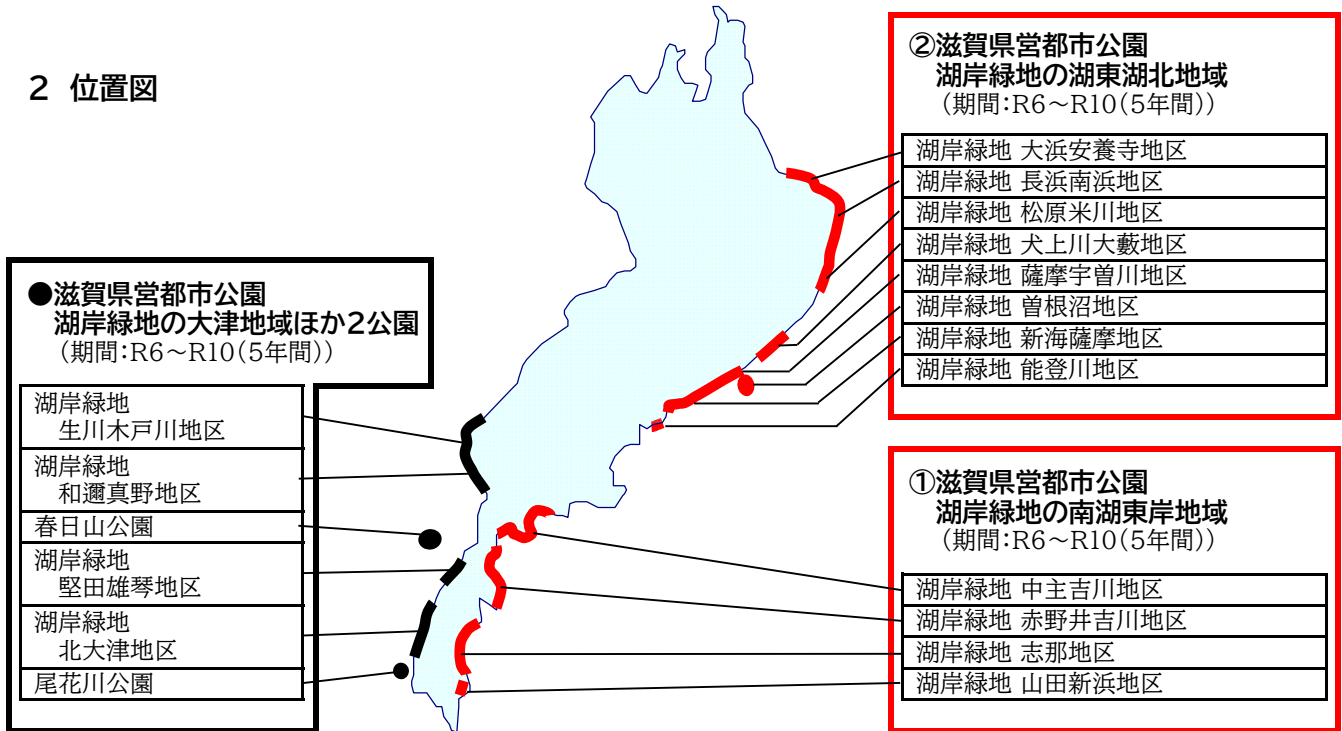 2 位置図
●滋賀県営都市公園
湖岸緑地の大津地域ほか2公園
(期間:R6~R10(5年間))
湖岸緑地
生川木戸川地区
湖岸緑地
和邇真野地区
春日山公園
湖岸緑地
堅田雄琴地区
湖岸緑地
北大津地区
尾花川公園
②滋賀県営都市公園
湖岸緑地の湖東湖北地域
(期間:R6~R10(5年間))
湖岸緑地 大浜安養寺地区
湖岸緑地 長浜南浜地区
湖岸緑地 松原米川地区
湖岸緑地 犬上川大藪地区
湖岸緑地 薩摩宇曽川地区
湖岸緑地 曽根沼地区
湖岸緑地 新海薩摩地区
湖岸緑地 能登川地区
①滋賀県営都市公園
湖岸緑地の南湖東岸地域
(期間:R6~R10(5年間))
湖岸緑地 中主吉川地区
湖岸緑地 赤野井吉川地区
湖岸緑地 志那地区
湖岸緑地 山田新浜地区